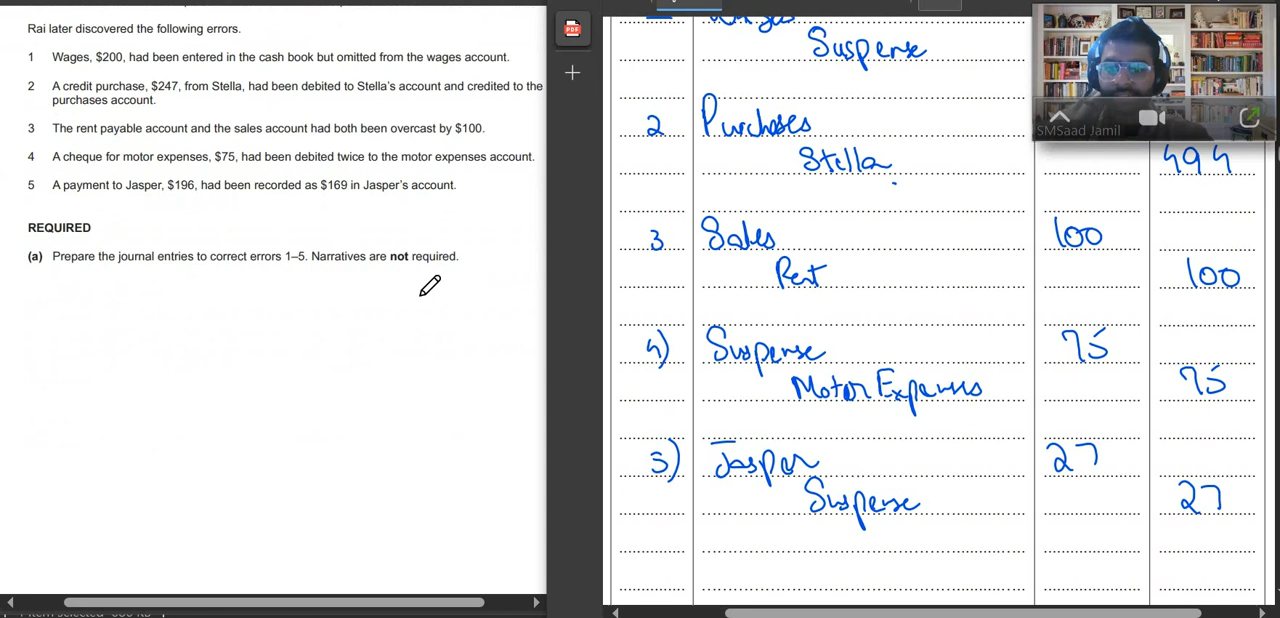 Rai later discovered the following errors.
1 Wages, $200, had been entered in the cash book but omitted from the wages account.
2 A credit purchase, $247, from Stella, had been debited to Stella's account and credited to the
purchases account.
3 The rent payable account and the sales account had both been overcast by $100.
4 A cheque for motor expenses, $75, had been debited twice to the motor expenses account.
5 A payment to Jasper, $196, had been recorded as $169 in Jasper's account.
REQUIRED
(a) Prepare the journal entries to correct errors 1–5. Narratives are not required.
PDF
Suspense
2 Purchases
Stella 494
3 Sales 100
Rent 100
4) Suspense 75
Motor Expenses 75
5) Jasper 27
Suspense 27
SMSaad Jamil